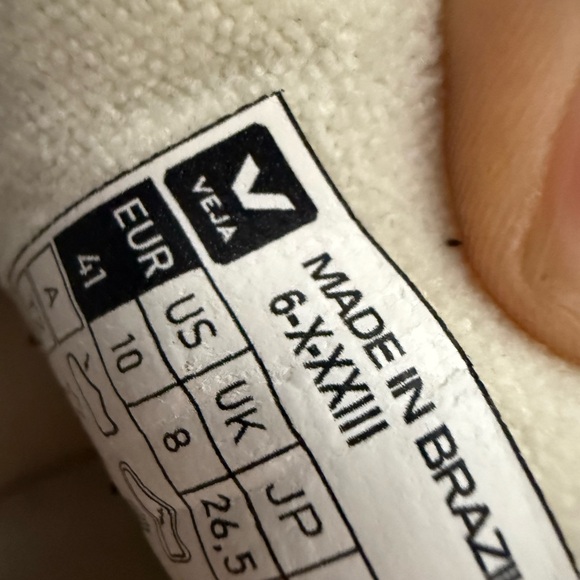 V
VEJA
MADE IN BRAZIL
6-X-XXIII
EUR 41
US 10
UK 8
JP 26,5
A